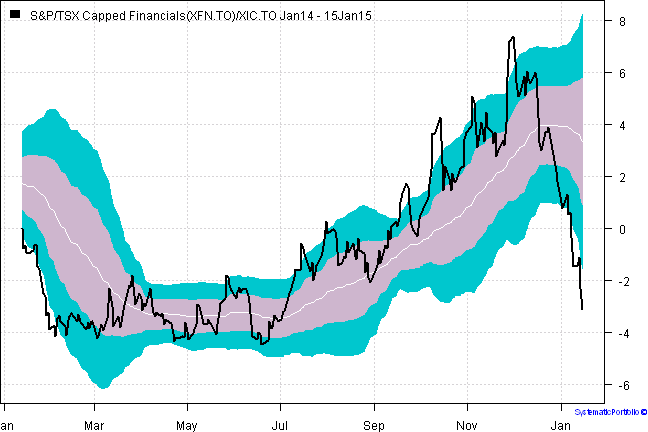 S&P/TSX Capped Financials(XFN.TO)/XIC.TO Jan14 - 15Jan15
8
6
4
2
0
-2
-4
-6
an Mar May Jul Sep Nov Jan
SystematicPortfolio ©